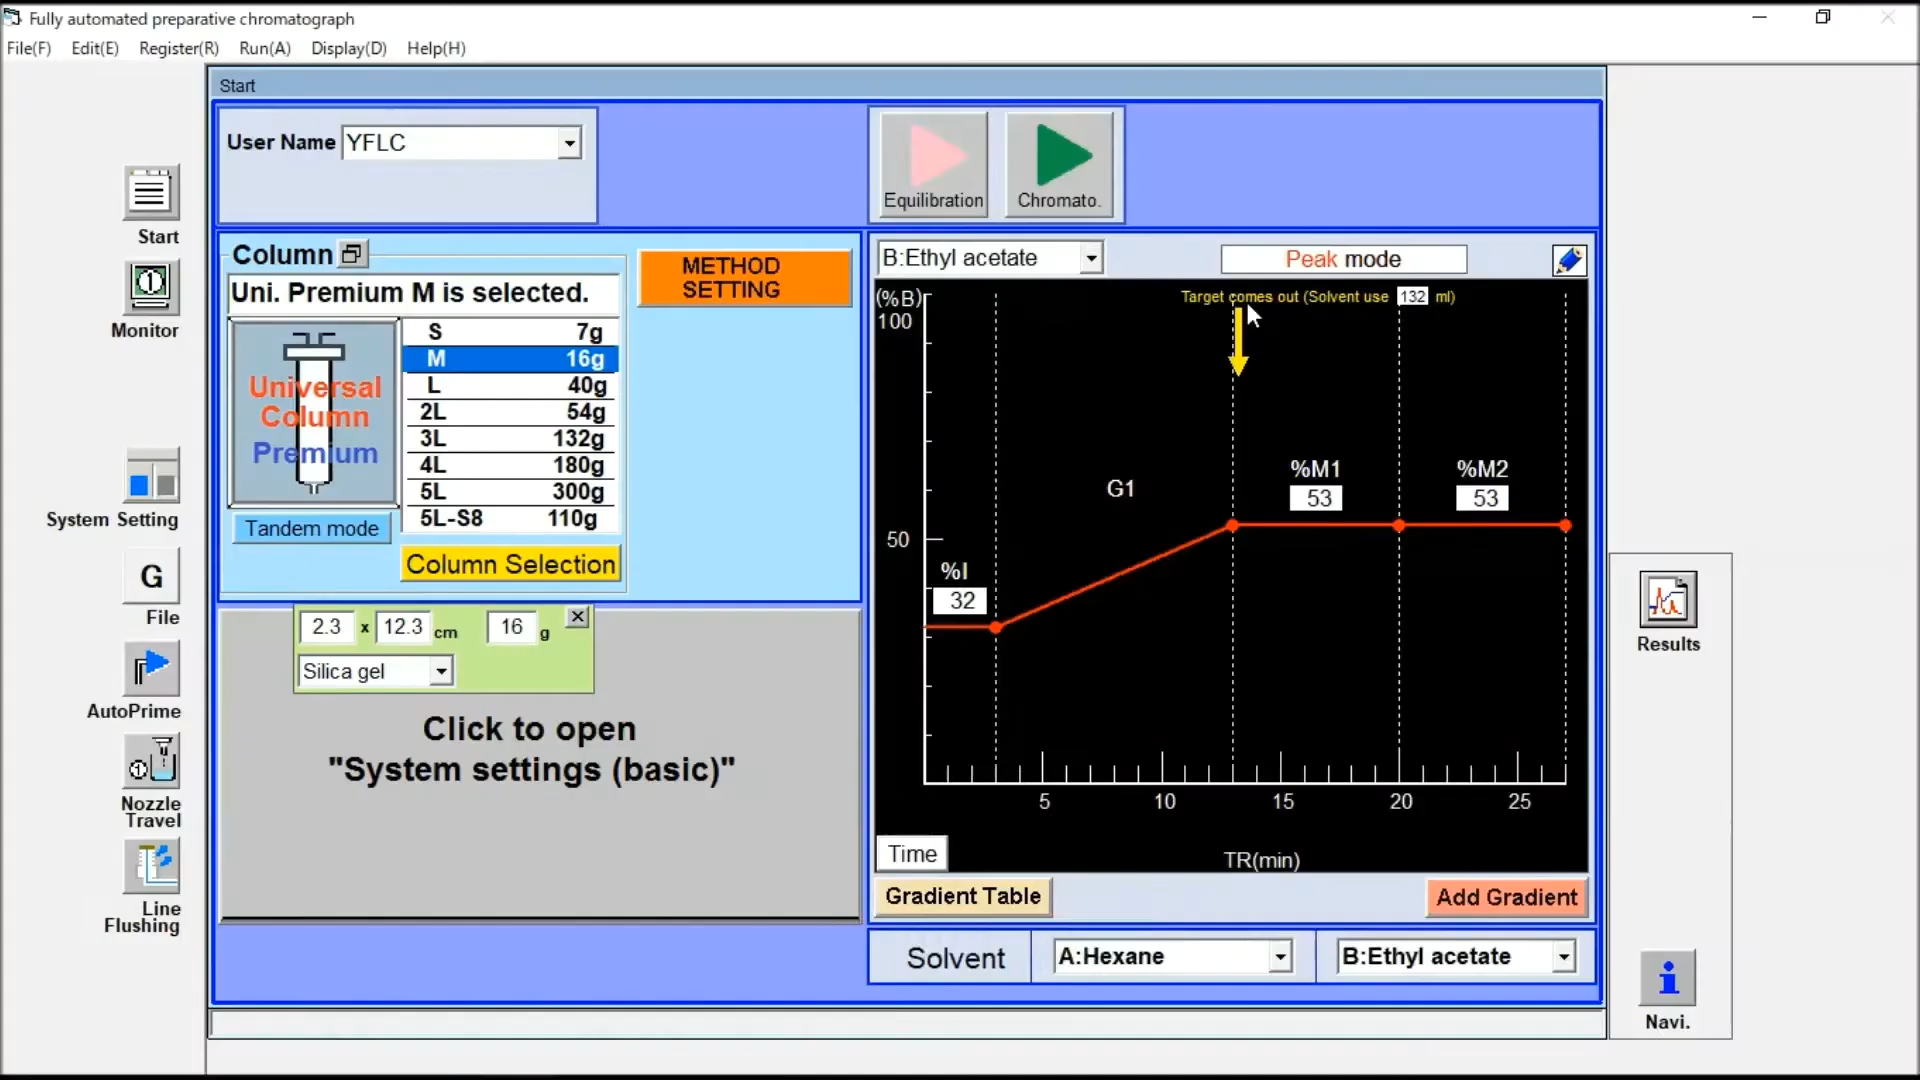 Fully automated preparative chromatograph
File(F) Edit(E) Register(R) Run(A) Display(D) Help(H)
Start
User Name YFLC
Equilibration
Chromato.
Start
Monitor
System Setting
G
File
AutoPrime
Nozzle
Travel
Line
Flushing
Column
METHOD
SETTING
Uni. Premium M is selected.
Universal
Column
Premium
S 7g
M 16g
L 40g
2L 54g
3L 132g
4L 180g
5L 300g
5L-S8 110g
Tandem mode
Column Selection
2.3 x 12.3 cm 16 g
Silica gel
Click to open
"System settings (basic)"
B:Ethyl acetate
Peak mode
(%B)
Target comes out (Solvent use 132 ml)
100
%M1
%M2
G1
53
53
50
%I
32
5 10 15 20 25
Time
TR(min)
Gradient Table
Add Gradient
Solvent
A:Hexane
B:Ethyl acetate
Results
Navi.